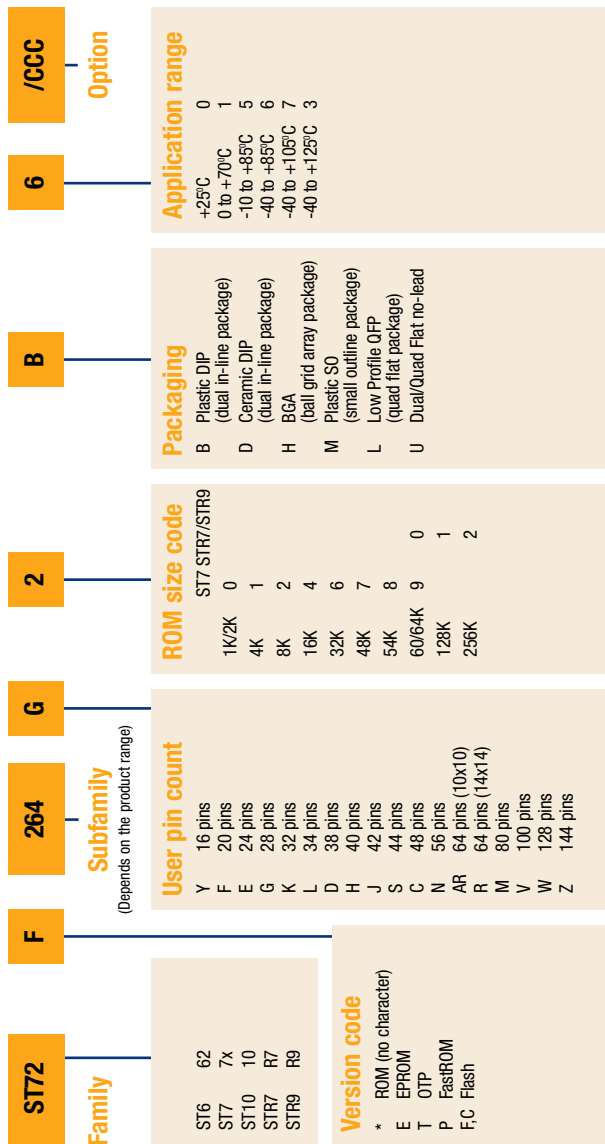 ST72
F
264
G
2
B
6
/CCC
Family
ST6 62
ST7 7x
ST10 10
STR7 R7
STR9 R9
Version code
* ROM (no character)
E EPROM
T OTP
P FastROM
F,C Flash
Subfamily
(Depends on the product range)
User pin count
Y 16 pins
F 20 pins
E 24 pins
G 28 pins
K 32 pins
L 34 pins
D 38 pins
H 40 pins
J 42 pins
S 44 pins
C 48 pins
N 56 pins
AR 64 pins (10x10)
R 64 pins (14x14)
M 80 pins
V 100 pins
W 128 pins
Z 144 pins
ROM size code
ST7 STR7/STR9
1K/2K 0
4K 1
8K 2
16K 4
32K 6
48K 7
54K 8
60/64K 9 0
128K 1
256K 2
Packaging
B Plastic DIP
(dual in-line package)
D Ceramic DIP
(dual in-line package)
H BGA
(ball grid array package)
M Plastic SO
(small outline package)
L Low Profile QFP
(quad flat package)
U Dual/Quad Flat no-lead
Application range
+25⁰C 0
0 to +70⁰C 1
-10 to +85⁰C 5
-40 to +85⁰C 6
-40 to +105⁰C 7
-40 to +125⁰C 3
Option